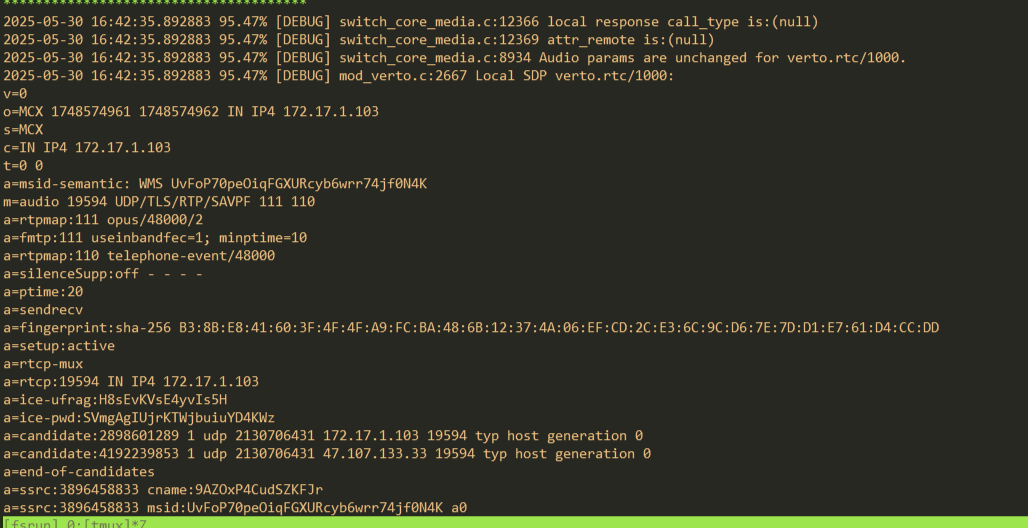 **************************************
2025-05-30 16:42:35.892883 95.47% [DEBUG] switch_core_media.c:12366 local response call_type is:(null)
2025-05-30 16:42:35.892883 95.47% [DEBUG] switch_core_media.c:12369 attr_remote is:(null)
2025-05-30 16:42:35.892883 95.47% [DEBUG] switch_core_media.c:8934 Audio params are unchanged for verto.rtc/1000.
2025-05-30 16:42:35.892883 95.47% [DEBUG] mod_verto.c:2667 Local SDP verto.rtc/1000:
v=0
o=MCX 1748574961 1748574962 IN IP4 172.17.1.103
s=MCX
c=IN IP4 172.17.1.103
t=0 0
a=msid-semantic: WMS UvFoP70peOiqFGXURcyb6wrr74jf0N4K
m=audio 19594 UDP/TLS/RTP/SAVPF 111 110
a=rtpmap:111 opus/48000/2
a=fmtp:111 useinbandfec=1; minptime=10
a=rtpmap:110 telephone-event/48000
a=silenceSupp:off - - - -
a=ptime:20
a=sendrecv
a=fingerprint:sha-256 B3:8B:E8:41:60:3F:4F:4F:A9:FC:BA:48:6B:12:37:4A:06:EF:CD:2C:E3:6C:9C:D6:7E:7D:D1:E7:61:D4:CC:DD
a=setup:active
a=rtcp-mux
a=rtcp:19594 IN IP4 172.17.1.103
a=ice-ufrag:H8sEvKVsE4yvIs5H
a=ice-pwd:SVmgAgIUjrKTWjbuiuYD4KWz
a=candidate:2898601289 1 udp 2130706431 172.17.1.103 19594 typ host generation 0
a=candidate:4192239853 1 udp 2130706431 47.107.133.33 19594 typ host generation 0
a=end-of-candidates
a=ssrc:3896458833 cname:9AZOxP4CudSZKFJr
a=ssrc:3896458833 msid:UvFoP70peOiqFGXURcyb6wrr74jf0N4K a0
[fsrun] 0:[tmux]*Z